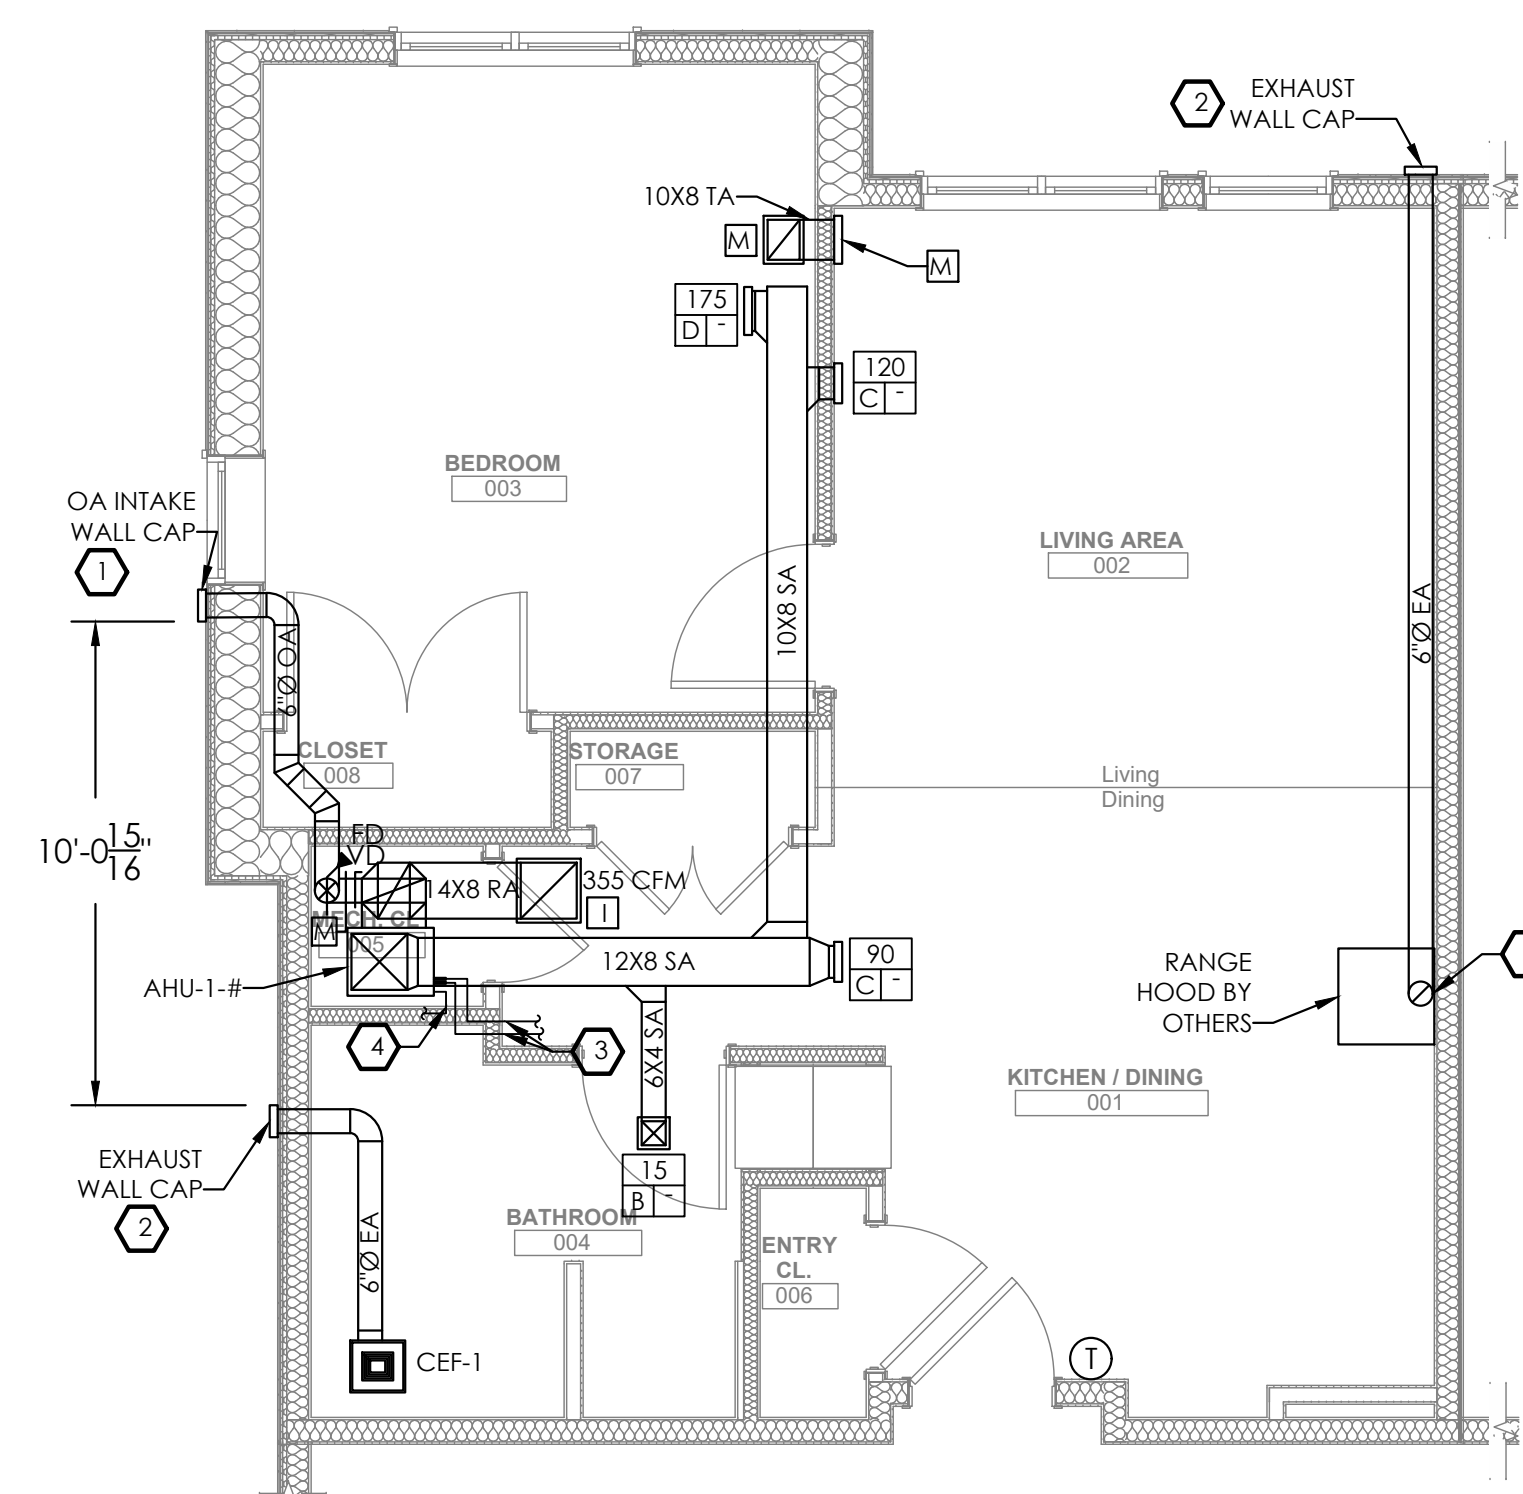 2
EXHAUST
WALL CAP
10X8 TA
M
M
175
D -
120
C -
BEDROOM
003
OA INTAKE
WALL CAP
1
LIVING AREA
002
10X8 SA
6"Ø EA
6"Ø OA
CLOSET
008
STORAGE
007
Living
Dining
10'-0 15/16"
FD
VD
14X8 RA
355 CFM
I
M
MECH. CL
005
12X8 SA
90
C -
AHU-1-#
RANGE
HOOD BY
OTHERS
4
3
6X4 SA
KITCHEN / DINING
001
EXHAUST
WALL CAP
2
15
B -
BATHROOM
004
6"Ø EA
ENTRY
CL.
006
CEF-1
T